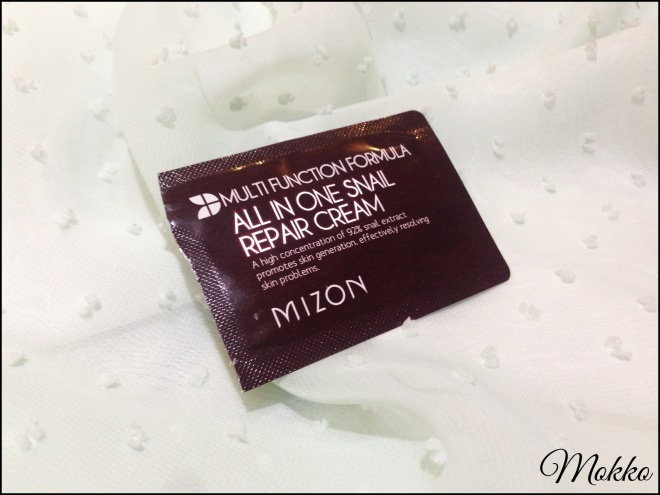 MULTI FUNCTION FORMULA
ALL IN ONE SNAIL
REPAIR CREAM
A high concentration of 92% snail extract
promotes skin generation, effectively resolving
skin problems.
MIZON
Mokko